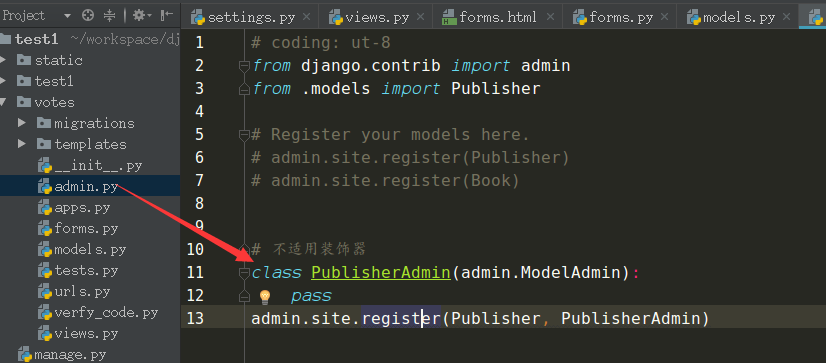 Project
settings.py
views.py
forms.html
forms.py
models.py
test1 ~/workspace/dj
static
test1
votes
migrations
templates
__init__.py
admin.py
apps.py
forms.py
models.py
tests.py
urls.py
verfy_code.py
views.py
manage.py
1 # coding: ut-8
2 from django.contrib import admin
3 from .models import Publisher
4
5 # Register your models here.
6 # admin.site.register(Publisher)
7 # admin.site.register(Book)
8
9
10 # 不适用装饰器
11 class PublisherAdmin(admin.ModelAdmin):
12 pass
13 admin.site.register(Publisher, PublisherAdmin)